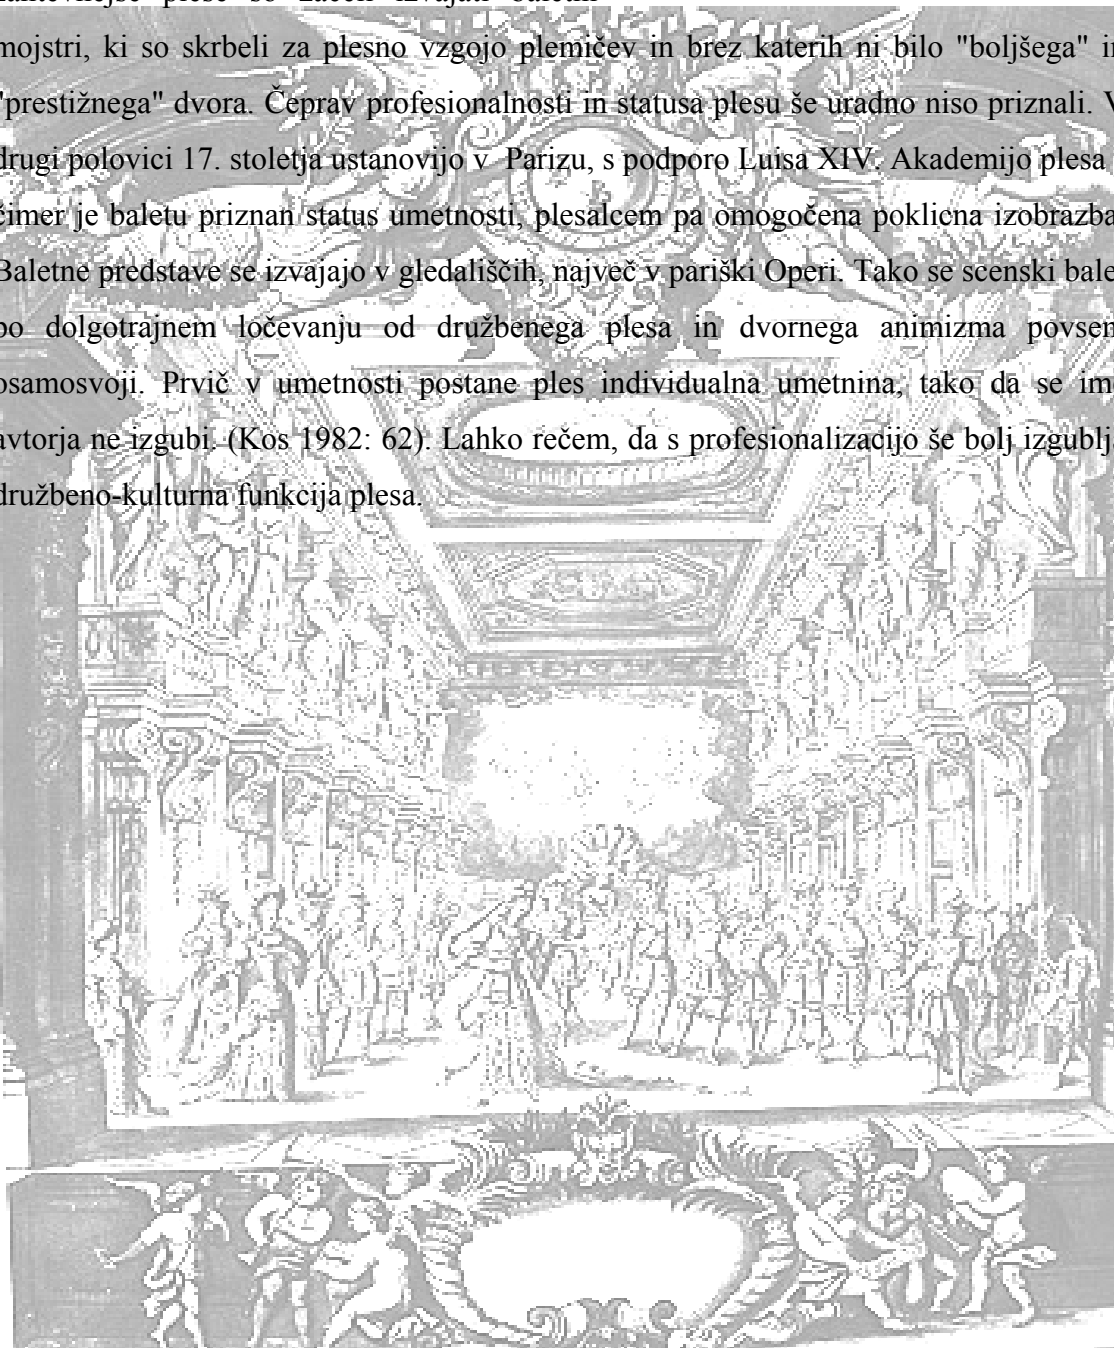 plese so začeli izvajati baletni
mojstri, ki so skrbeli za plesno vzgojo plemičev in brez katerih ni bilo "boljšega" in
"prestižnega" dvora. Čeprav profesionalnosti in statusa plesu še uradno niso priznali. V
drugi polovici 17. stoletja ustanovijo v Parizu, s podporo Luisa XIV. Akademijo plesa
čimer je baletu priznan status umetnosti, plesalcem pa omogočena poklicna izobrazba.
Baletne predstave se izvajajo v gledališčih, največ v pariški Operi. Tako se scenski balet
po dolgotrajnem ločevanju od družbenega plesa in dvornega animizma povsem
osamosvoji. Prvič v umetnosti postane ples individualna umetnina, tako da se ime
avtorja ne izgubi. (Kos 1982: 62). Lahko rečem, da s profesionalizacijo še bolj izgublja
družbeno-kulturna funkcija plesa.